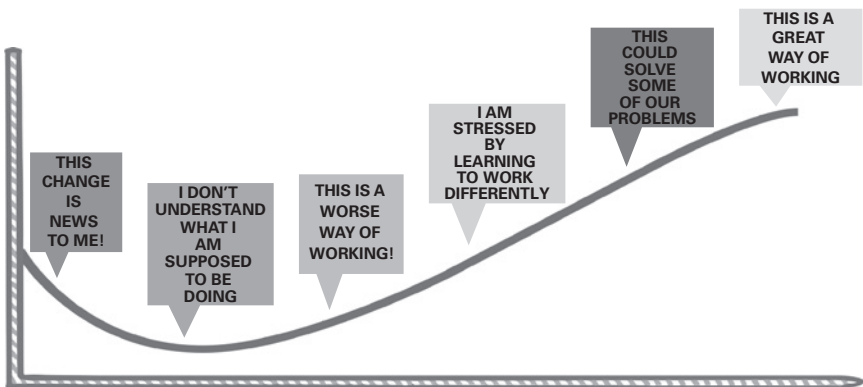 THIS
CHANGE
IS
NEWS
TO ME!
I DON'T
UNDERSTAND
WHAT I
AM
SUPPOSED
TO BE
DOING
THIS IS A
WORSE
WAY OF
WORKING!
I AM
STRESSED
BY
LEARNING
TO WORK
DIFFERENTLY
THIS
COULD
SOLVE
SOME
OF OUR
PROBLEMS
THIS IS A
GREAT
WAY OF
WORKING